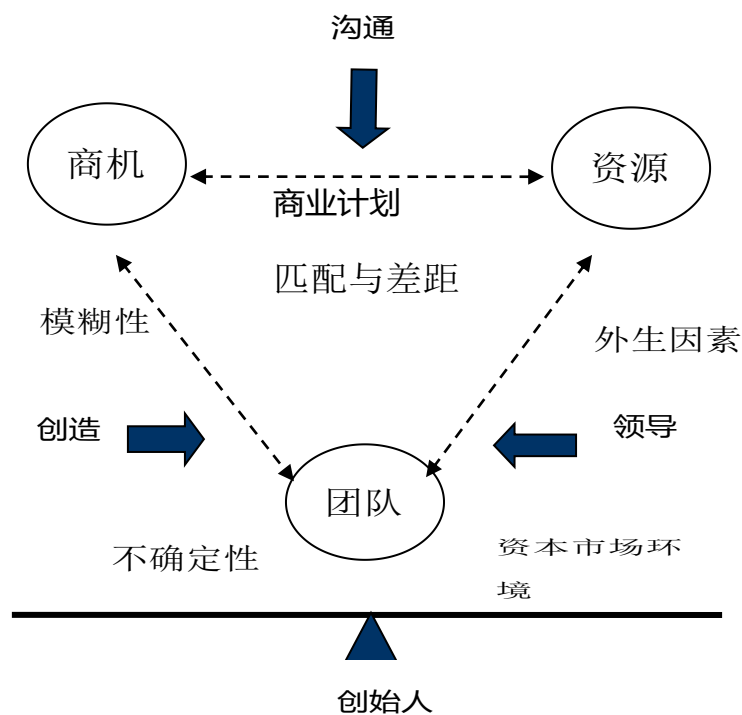 沟通
商机
资源
商业计划
匹配与差距
模糊性
外生因素
创造
领导
团队
不确定性
资本市场环
境
创始人